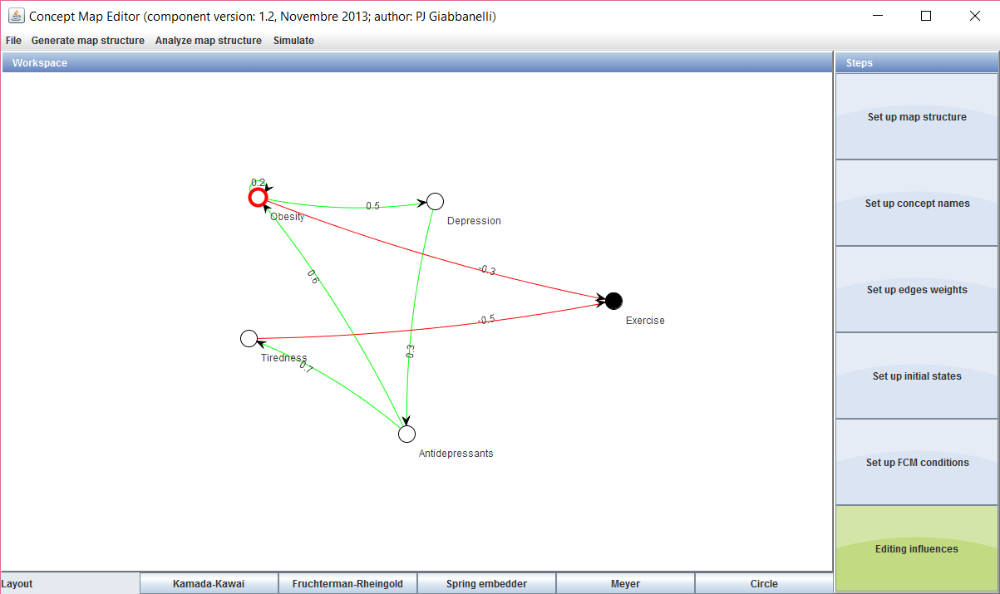 Concept Map Editor (component version: 1.2, Novembre 2013; author: PJ Giabbanelli)
File Generate map structure Analyze map structure Simulate
Workspace
Steps
Set up map structure
Set up concept names
Set up edges weights
Set up initial states
Set up FCM conditions
Editing influences
0.2
Obesity
0.5
Depression
-0.3
0.6
Exercise
-0.5
Tiredness
0.7
0.3
Antidepressants
Layout Kamada-Kawai Fruchterman-Rheingold Spring embedder Meyer Circle